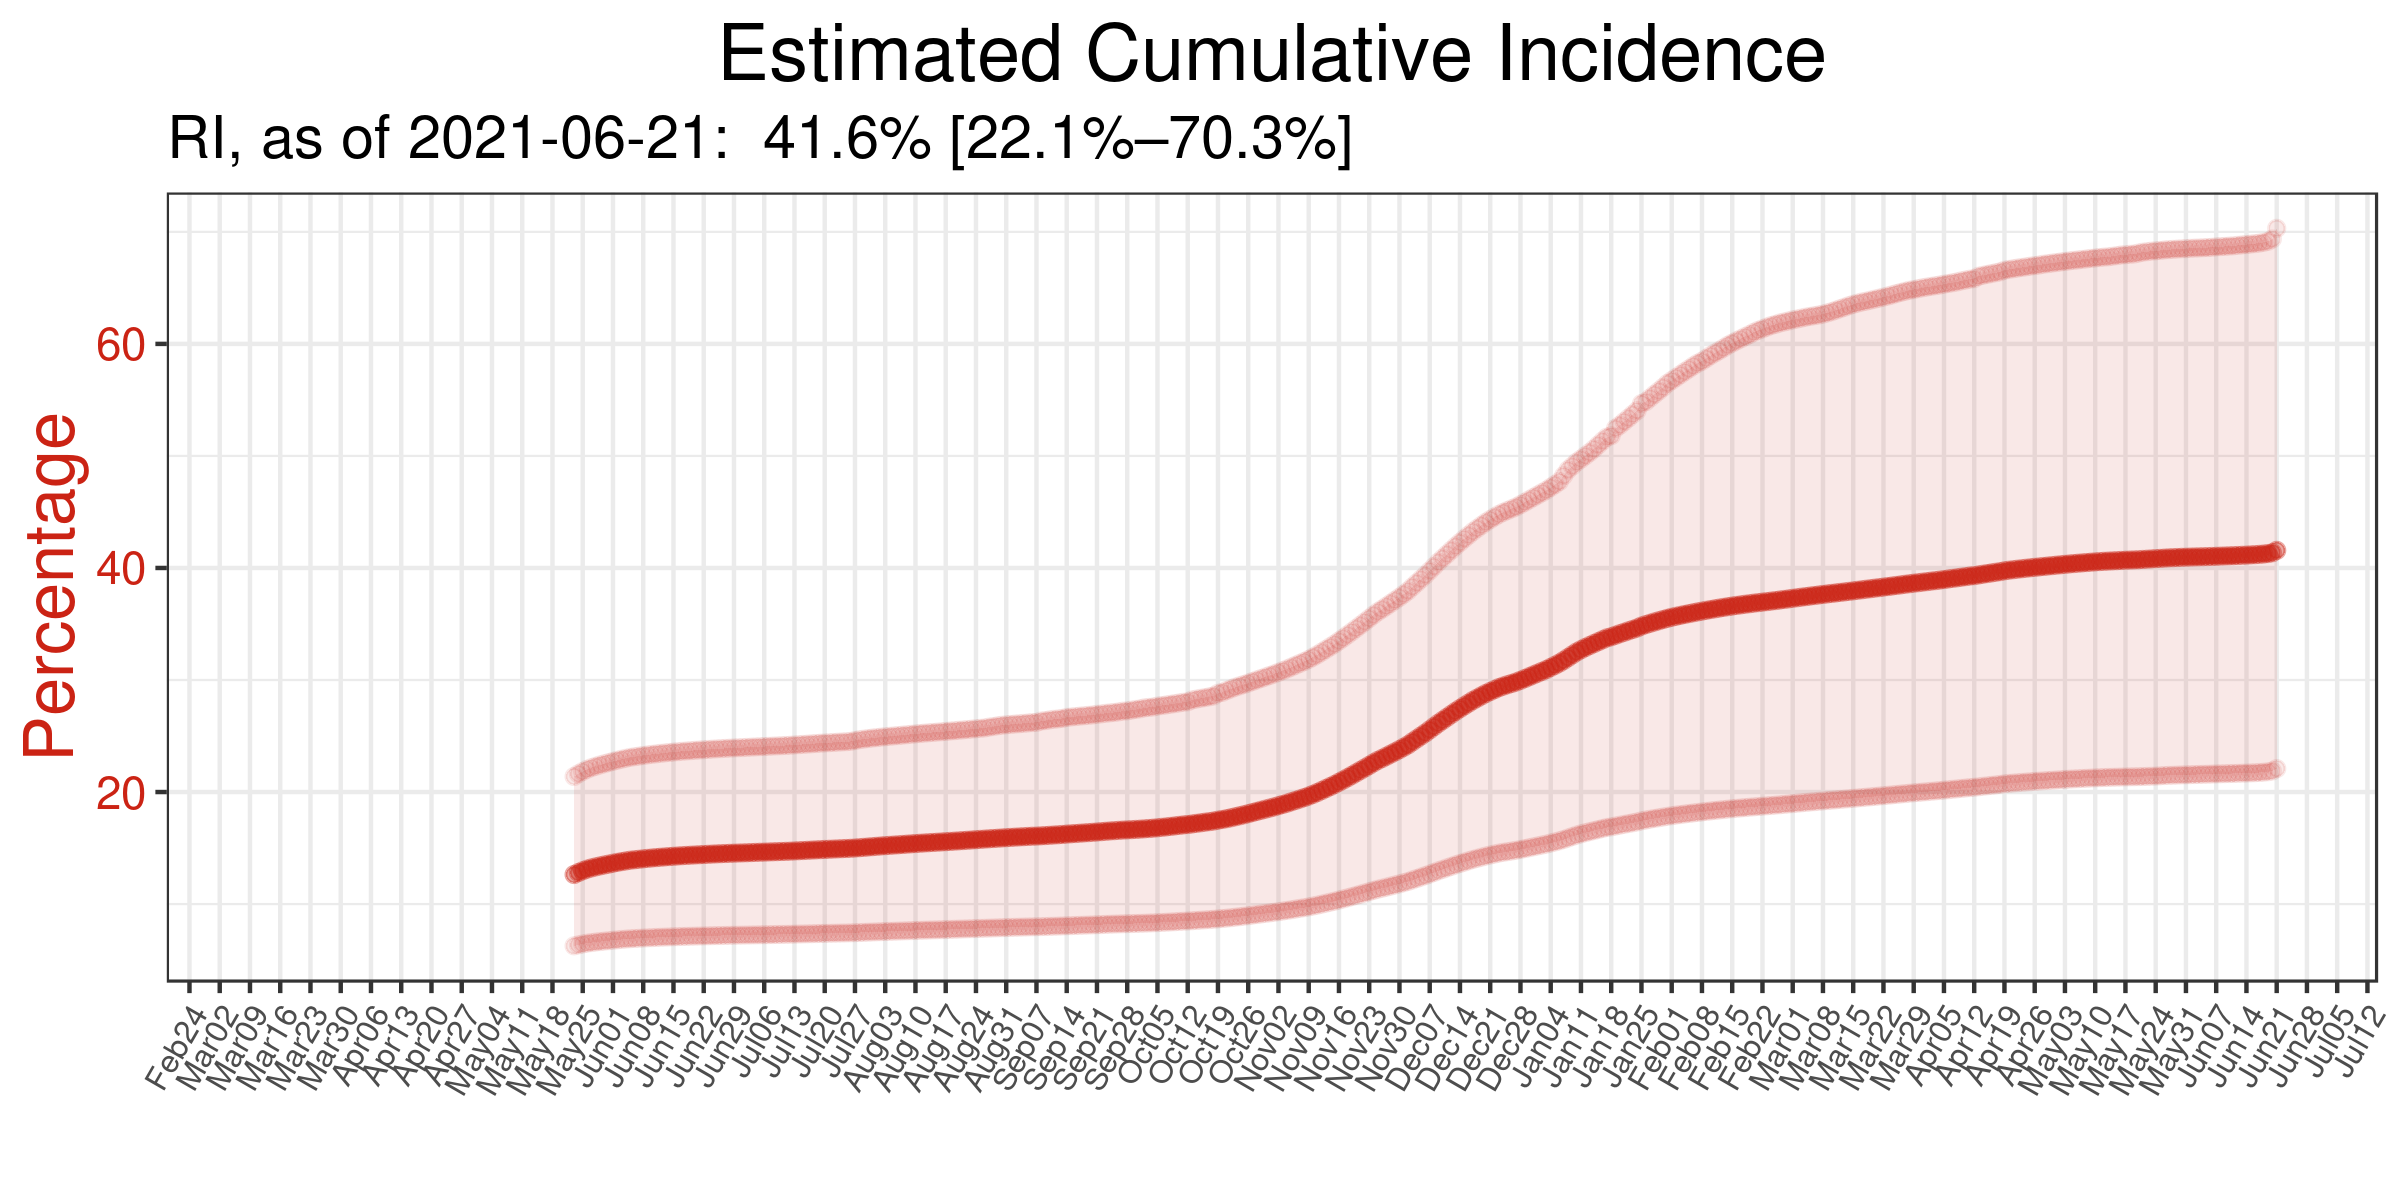 Estimated Cumulative Incidence
RI, as of 2021-06-21:  41.6% [22.1%–70.3%]
Percentage
60
40
20
Feb24
Mar02
Mar09
Mar16
Mar23
Mar30
Apr06
Apr13
Apr20
Apr27
May04
May11
May18
May25
Jun01
Jun08
Jun15
Jun22
Jun29
Jul06
Jul13
Jul20
Jul27
Aug03
Aug10
Aug17
Aug24
Aug31
Sep07
Sep14
Sep21
Sep28
Oct05
Oct12
Oct19
Oct26
Nov02
Nov09
Nov16
Nov23
Nov30
Dec07
Dec14
Dec21
Dec28
Jan04
Jan11
Jan18
Jan25
Feb01
Feb08
Feb15
Feb22
Mar01
Mar08
Mar15
Mar22
Mar29
Apr05
Apr12
Apr19
Apr26
May03
May10
May17
May24
May31
Jun07
Jun14
Jun21
Jun28
Jul05
Jul12